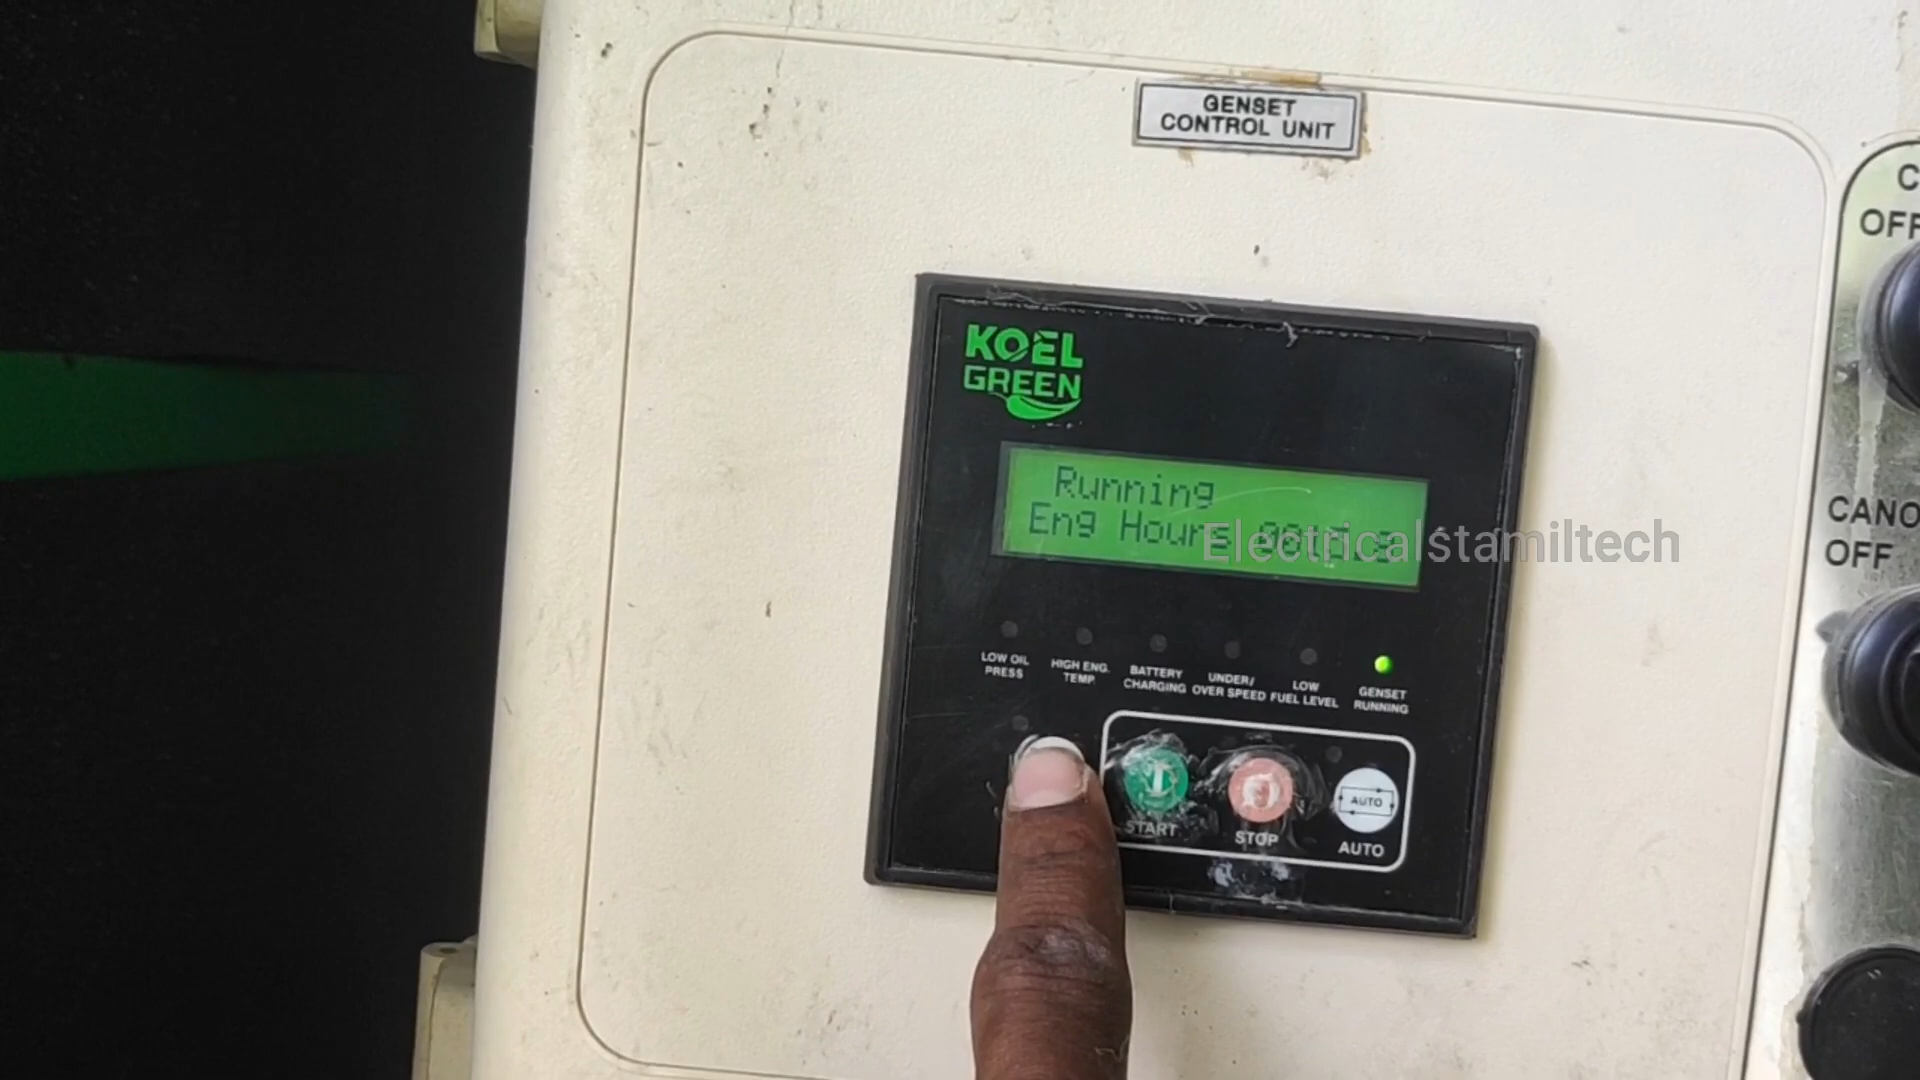 GENSET
CONTROL UNIT
C
OFF
KOEL
GREEN
Running
Eng Hours
Electricalstamiltech
CANO
OFF
LOW OIL
PRESS
HIGH ENG.
TEMP
BATTERY
CHARGING
UNDER/
OVER SPEED
LOW
FUEL LEVEL
GENSET
RUNNING
START
STOP
AUTO
AUTO